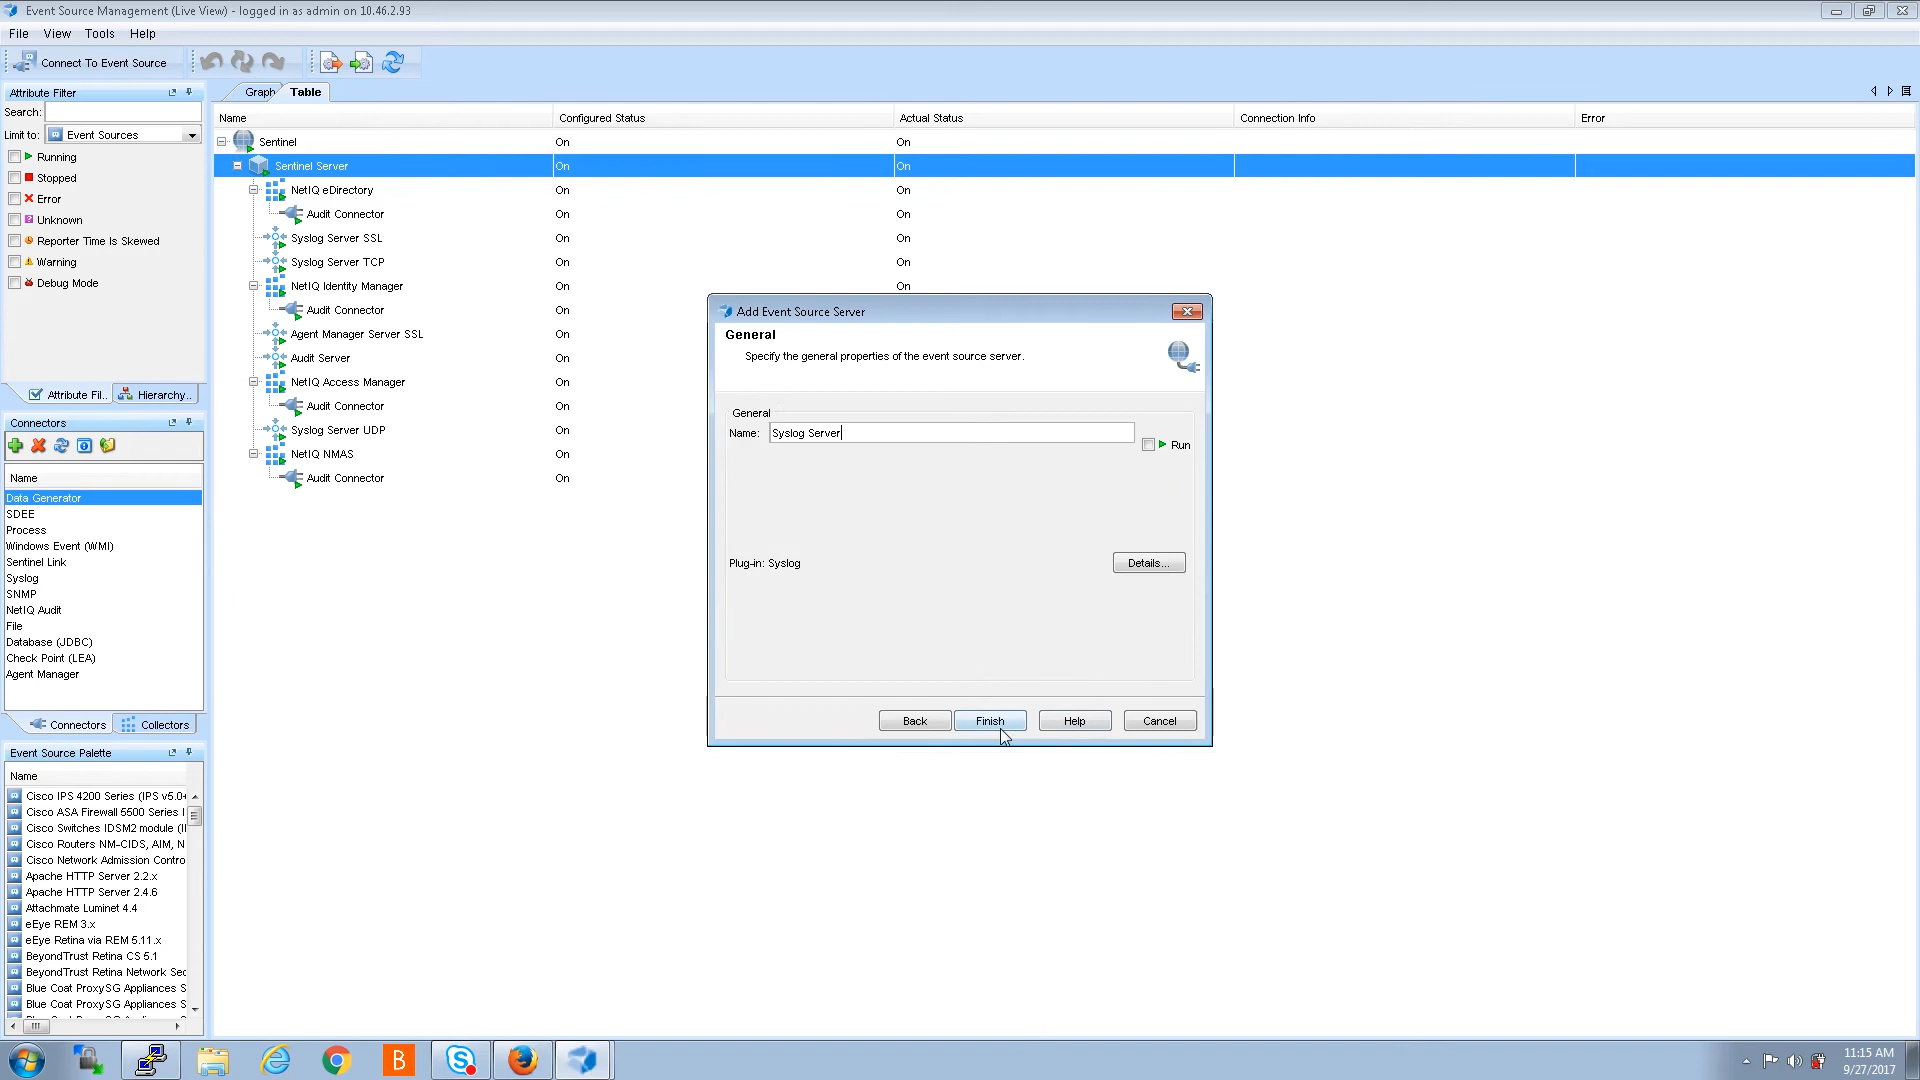 Event Source Management (Live View) - logged in as admin on 10.46.2.93
File View Tools Help
Connect To Event Source
Attribute Filter
Search:
Limit to: Event Sources
Running
Stopped
Error
Unknown
Reporter Time Is Skewed
Warning
Debug Mode
Attribute Fil.. Hierarchy..
Connectors
Name
Data Generator
SDEE
Process
Windows Event (WMI)
Sentinel Link
Syslog
SNMP
NetIQ Audit
File
Database (JDBC)
Check Point (LEA)
Agent Manager
Connectors Collectors
Event Source Palette
Name
Cisco IPS 4200 Series (IPS v5.0+
Cisco ASA Firewall 5500 Series I
Cisco Switches IDSM2 module (I
Cisco Routers NM-CIDS, AIM, N
Cisco Network Admission Contro
Apache HTTP Server 2.2.x
Apache HTTP Server 2.4.6
Attachmate Luminet 4.4
eEye REM 3.x
eEye Retina via REM 5.11.x
BeyondTrust Retina CS 5.1
BeyondTrust Retina Network Sec
Blue Coat ProxySG Appliances S
Blue Coat ProxySG Appliances S
Graph Table
Name Configured Status Actual Status Connection Info Error
Sentinel On On
Sentinel Server On On
NetIQ eDirectory On On
Audit Connector On On
Syslog Server SSL On On
Syslog Server TCP On On
NetIQ Identity Manager On On
Audit Connector On
Agent Manager Server SSL On
Audit Server On
NetIQ Access Manager On
Audit Connector On
Syslog Server UDP On
NetIQ NMAS On
Audit Connector On
Add Event Source Server
General
Specify the general properties of the event source server.
General
Name: Syslog Server
Run
Plug-in: Syslog Details...
Back Finish Help Cancel
B
11:15 AM
9/27/2017